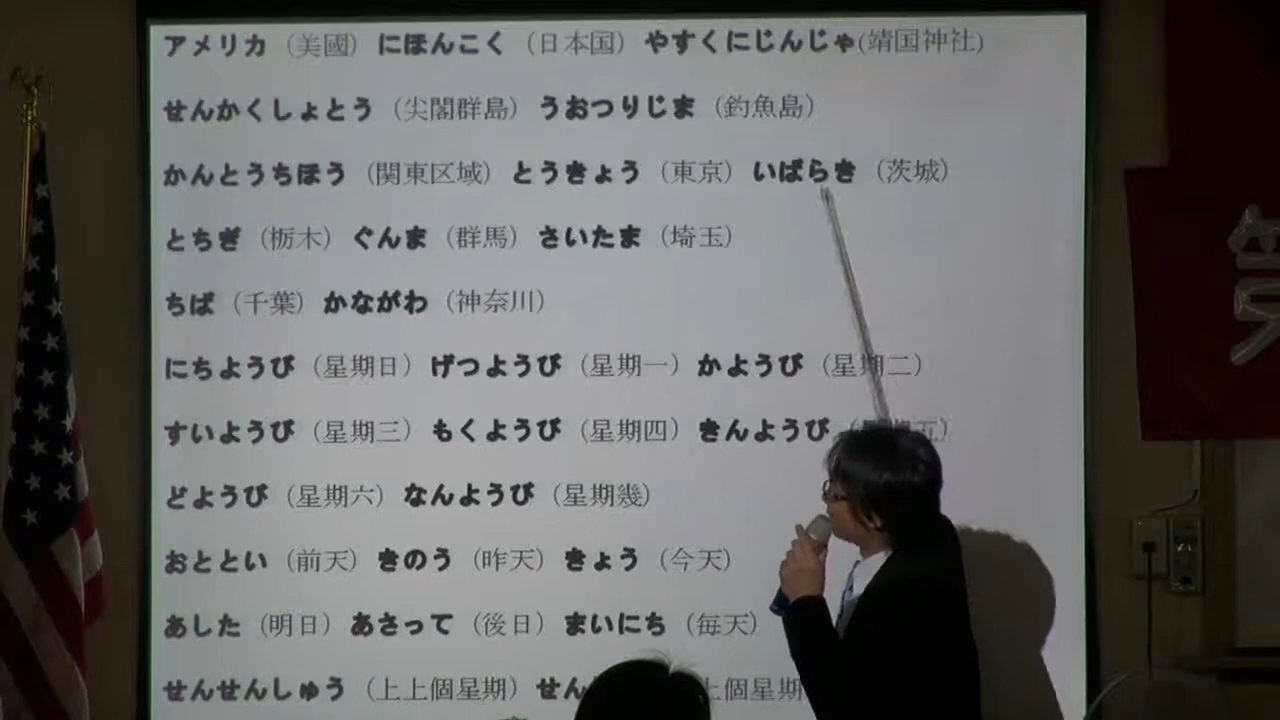 アメリカ（美國）にほんこく（日本国）やすくにじんじゃ(靖国神社)
せんかくしょとう（尖閣群島）うおつりじま（釣魚島）
かんとうちほう（関東区域）とうきょう（東京）いばらき（茨城）
とちぎ（栃木）ぐんま（群馬）さいたま（埼玉）
ちば（千葉）かながわ（神奈川）
にちようび（星期日）げつようび（星期一）かようび（星期二）
すいようび（星期三）もくようび（星期四）きんようび（星期五）
どようび（星期六）なんようび（星期幾）
おととい（前天）きのう（昨天）きょう（今天）
あした（明日）あさって（後日）まいにち（毎天）
せんせんしゅう（上上個星期）せん 上個星期